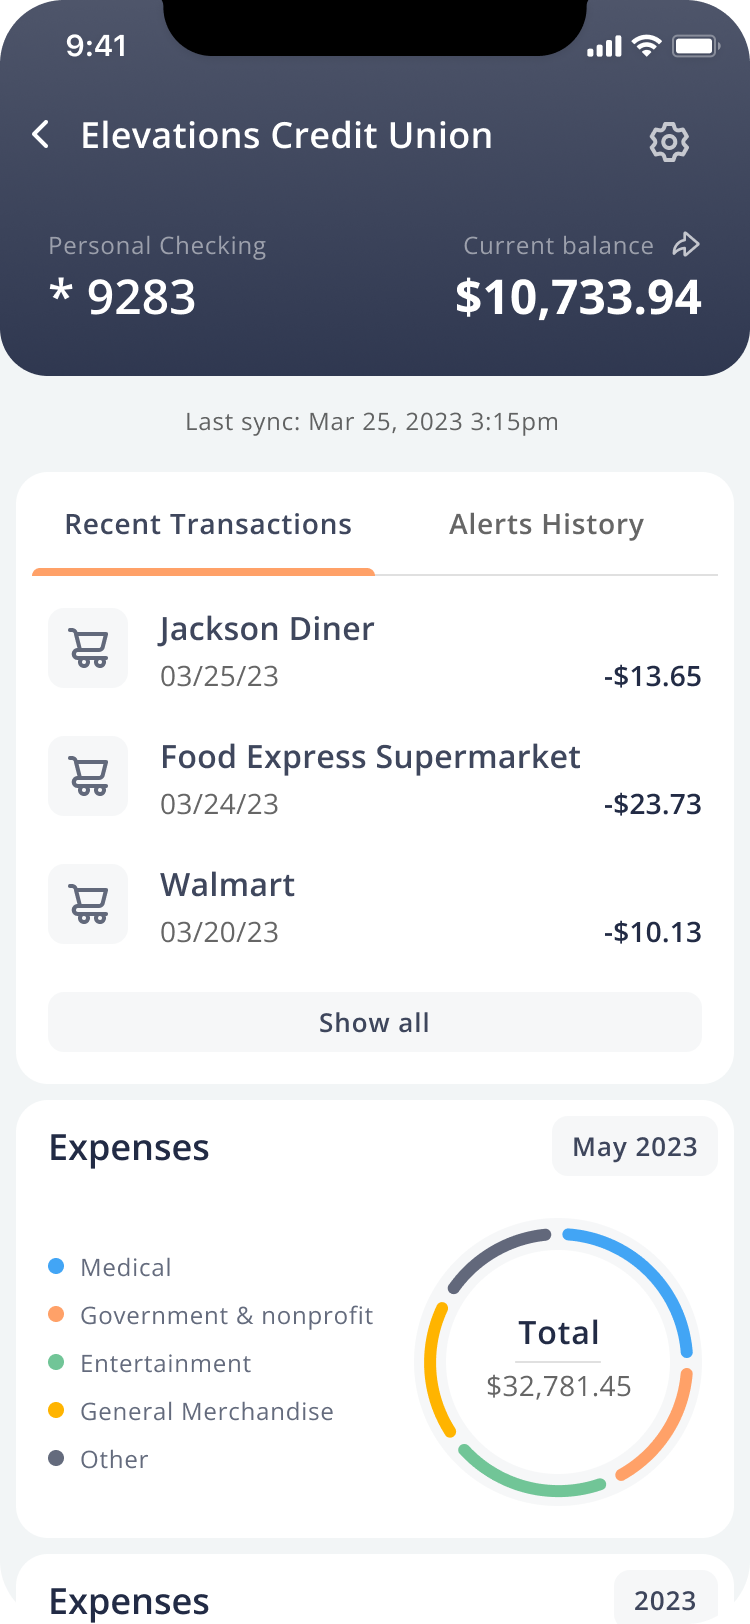 9:41
Elevations Credit Union
Personal Checking
Current balance
* 9283
$10,733.94
Last sync: Mar 25, 2023 3:15pm
Recent Transactions
Alerts History
Jackson Diner
03/25/23
-$13.65
Food Express Supermarket
03/24/23
-$23.73
Walmart
03/20/23
-$10.13
Show all
Expenses
May 2023
Medical
Government & nonprofit
Entertainment
General Merchandise
Other
Total
$32,781.45
Expenses
2023